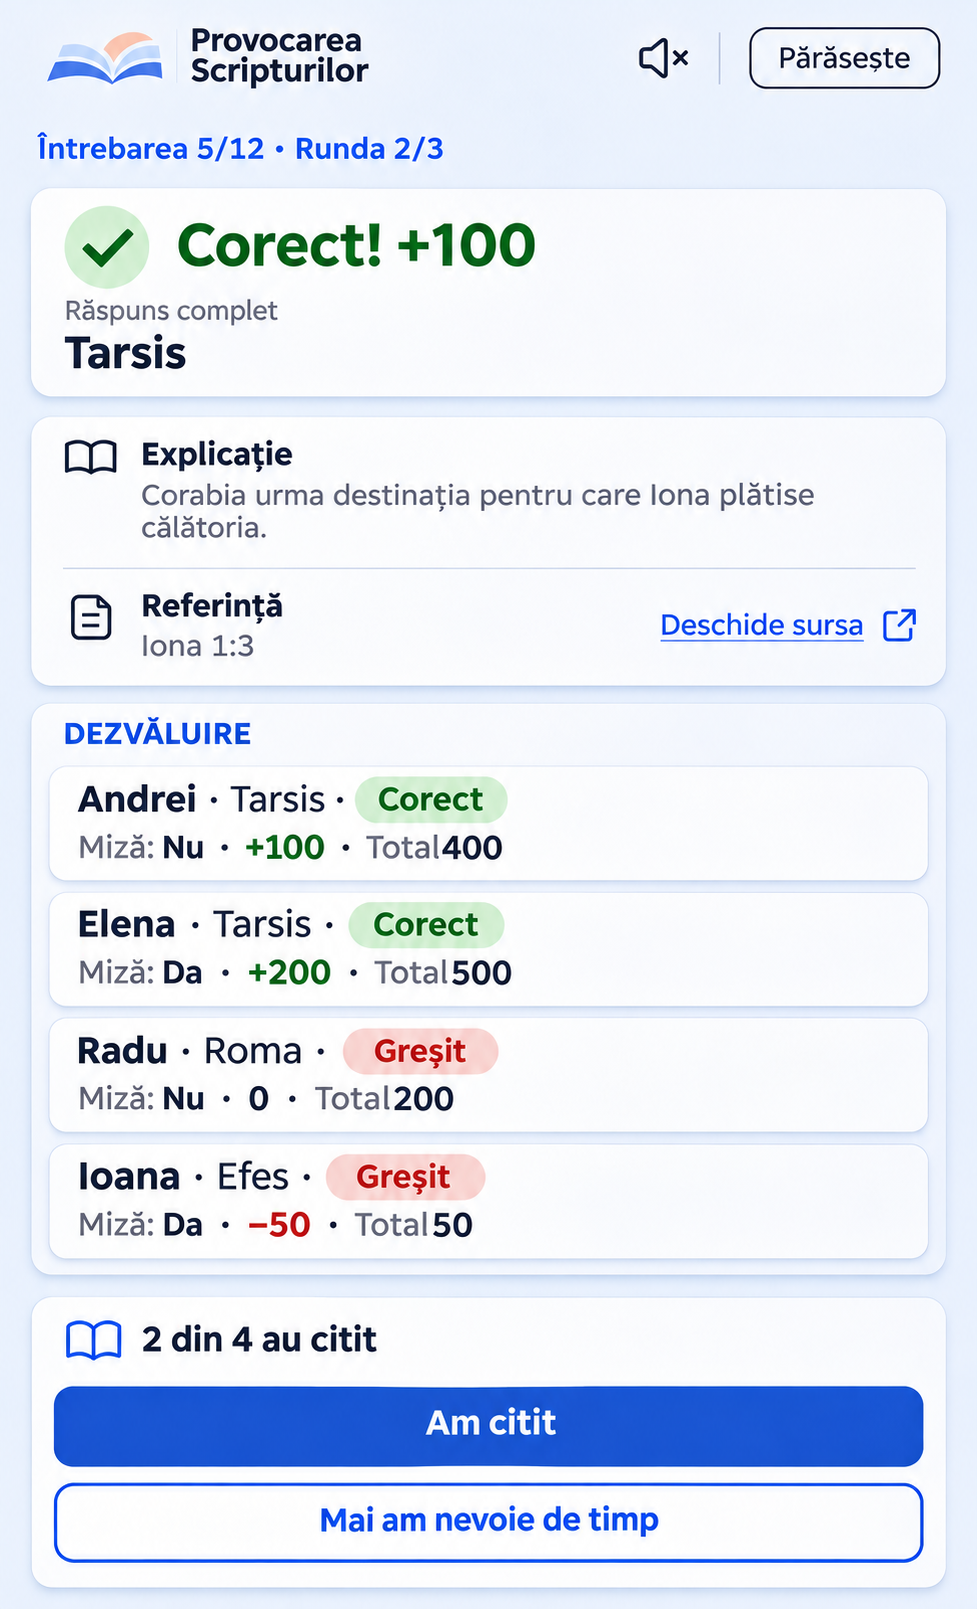 Provocarea
Scripturilor
Părăsește
Întrebarea 5/12 • Runda 2/3
Corect! +100
Răspuns complet
Tarsis
Explicație
Corabia urma destinația pentru care Iona plătise
călătoria.
Referință
Iona 1:3
Deschide sursa
DEZVĂLUIRE
Andrei · Tarsis · Corect
Miză: Nu · +100 · Total 400
Elena · Tarsis · Corect
Miză: Da · +200 · Total 500
Radu · Roma · Greșit
Miză: Nu · 0 · Total 200
Ioana · Efes · Greșit
Miză: Da · −50 · Total 50
2 din 4 au citit
Am citit
Mai am nevoie de timp